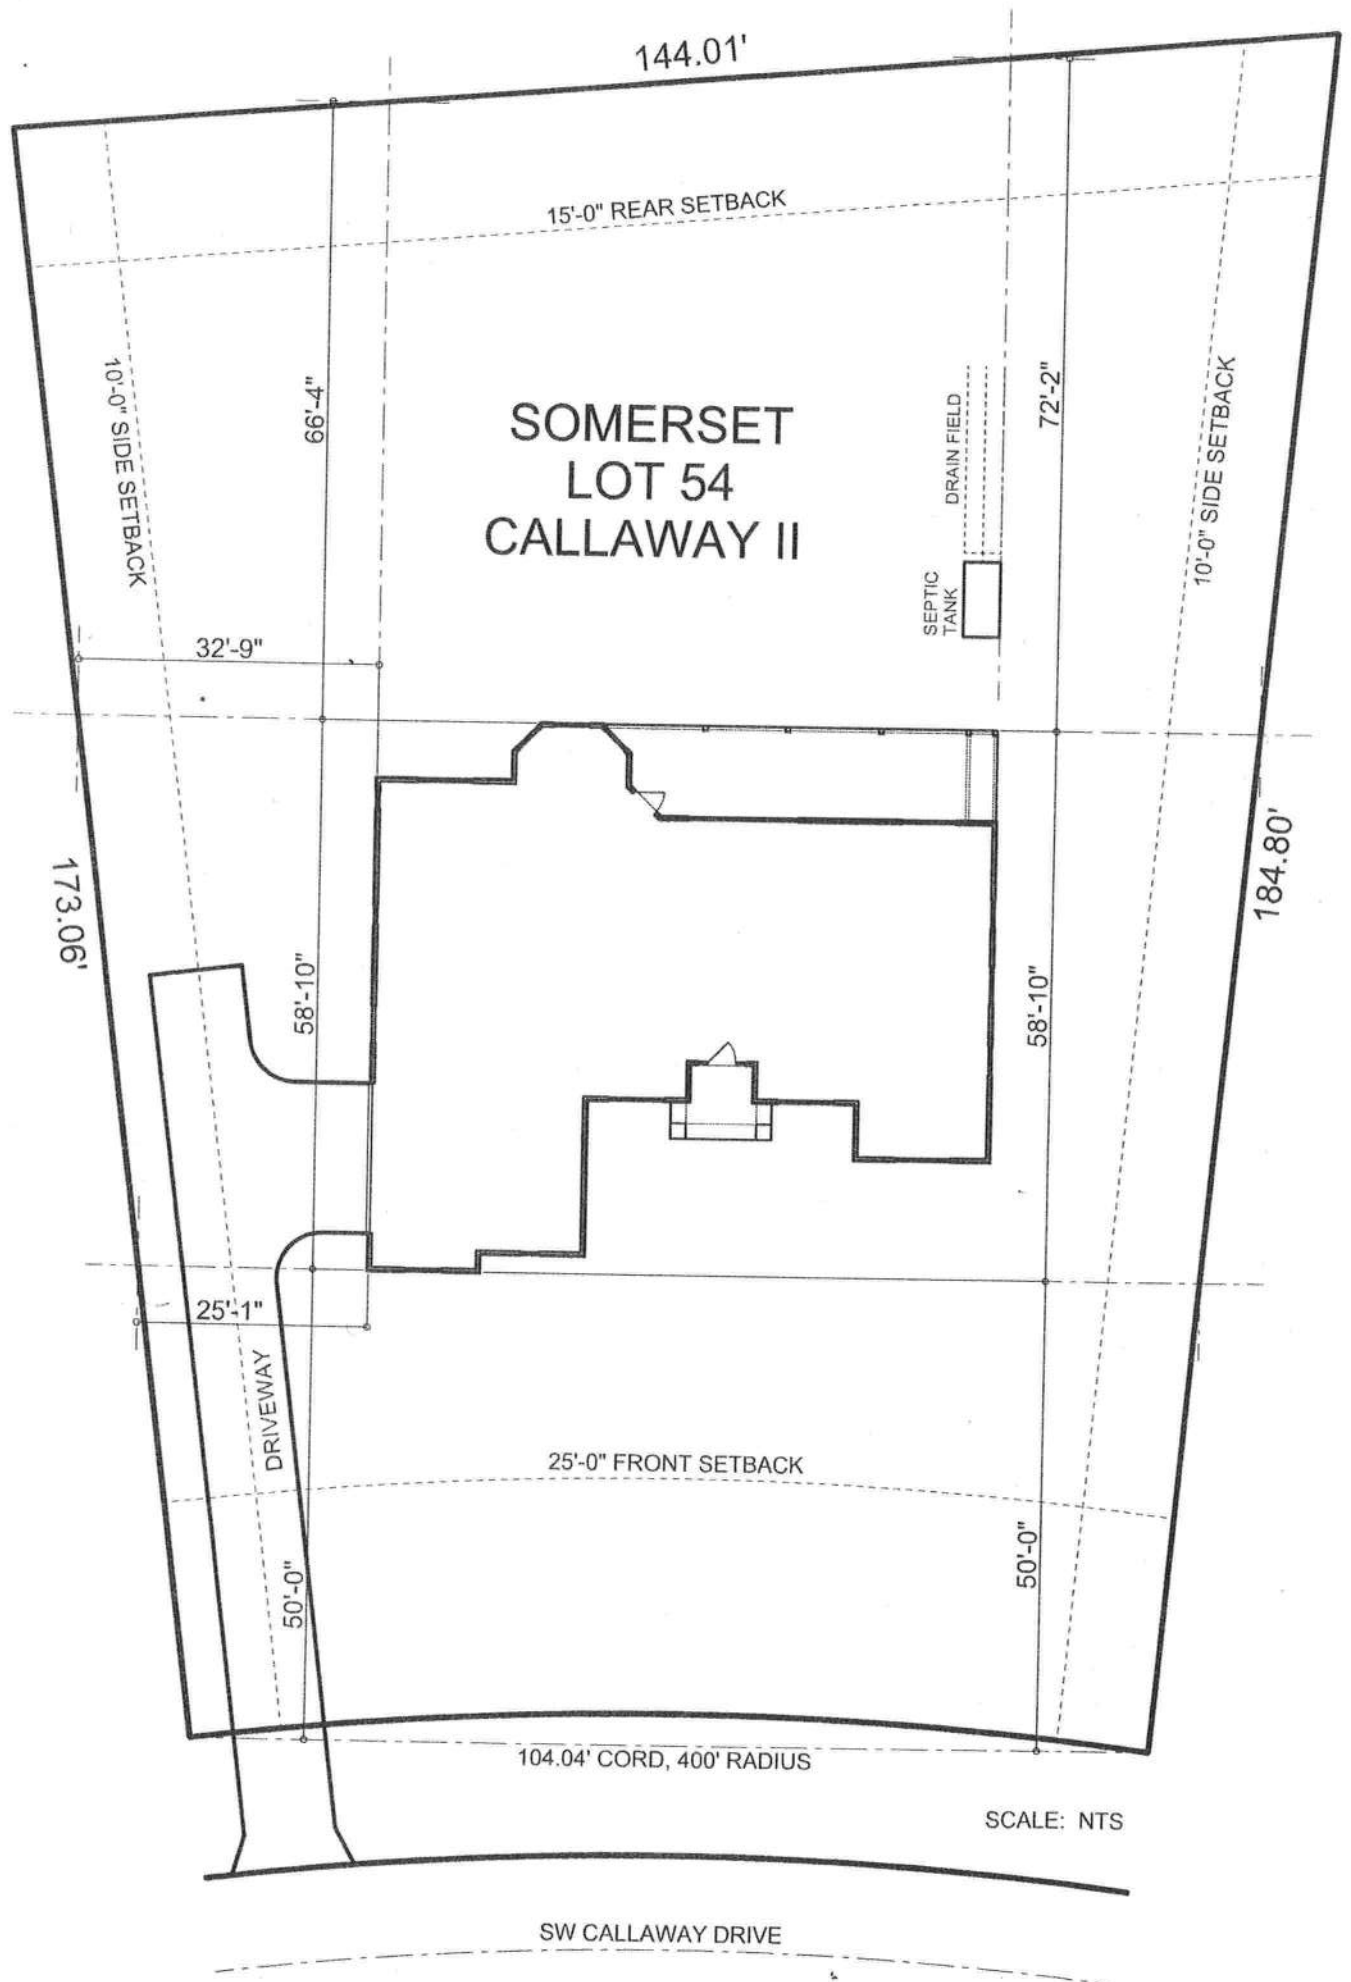 144.01'
15'-0" REAR SETBACK
10'-0" SIDE SETBACK
66'-4"
SOMERSET
LOT 54
CALLAWAY II
DRAIN FIELD
72'-2"
10'-0" SIDE SETBACK
SEPTIC
TANK
32'-9"
173.06'
184.80'
58'-10"
58'-10"
25'-1"
DRIVEWAY
25'-0" FRONT SETBACK
50'-0"
50'-0"
104.04' CORD, 400' RADIUS
SCALE: NTS
SW CALLAWAY DRIVE